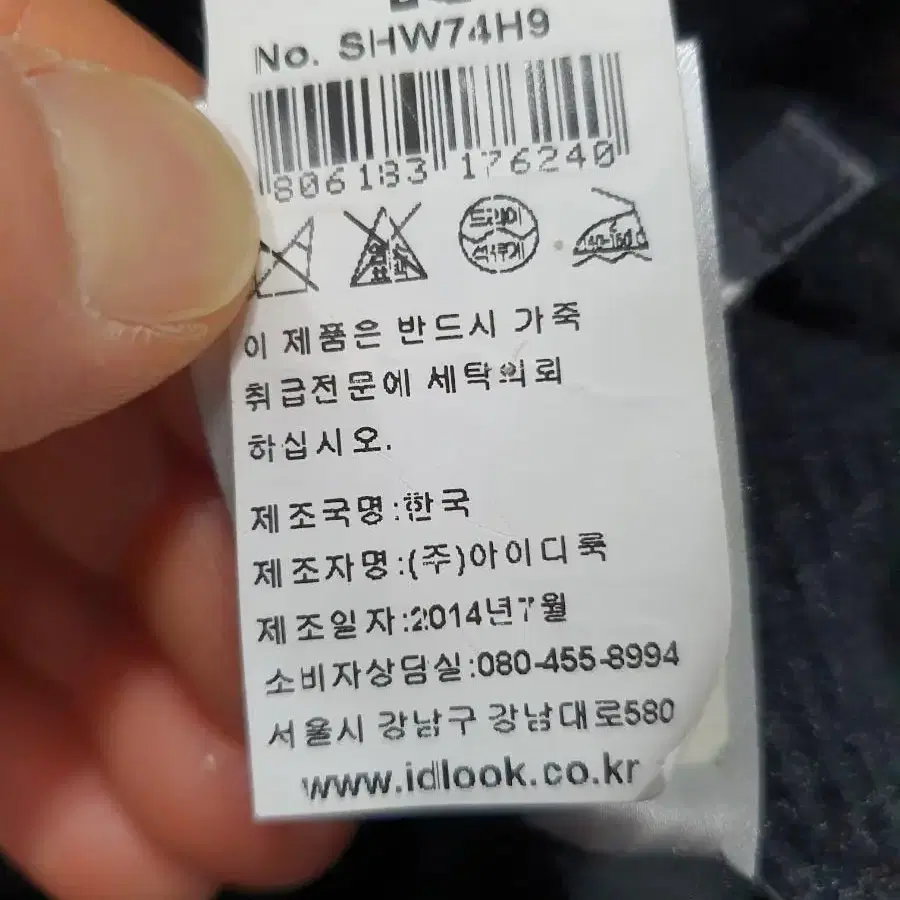 No. SHW74H9
806183 176240
드라이
석유계
이 제품은 반드시 가죽
취급전문에 세탁의뢰
하십시오.
제조국명:한국
제조자명:(주)아이디룩
제조일자:2014년7월
소비자상담실:080-455-8994
서울시 강남구 강남대로580
www.idlook.co.kr